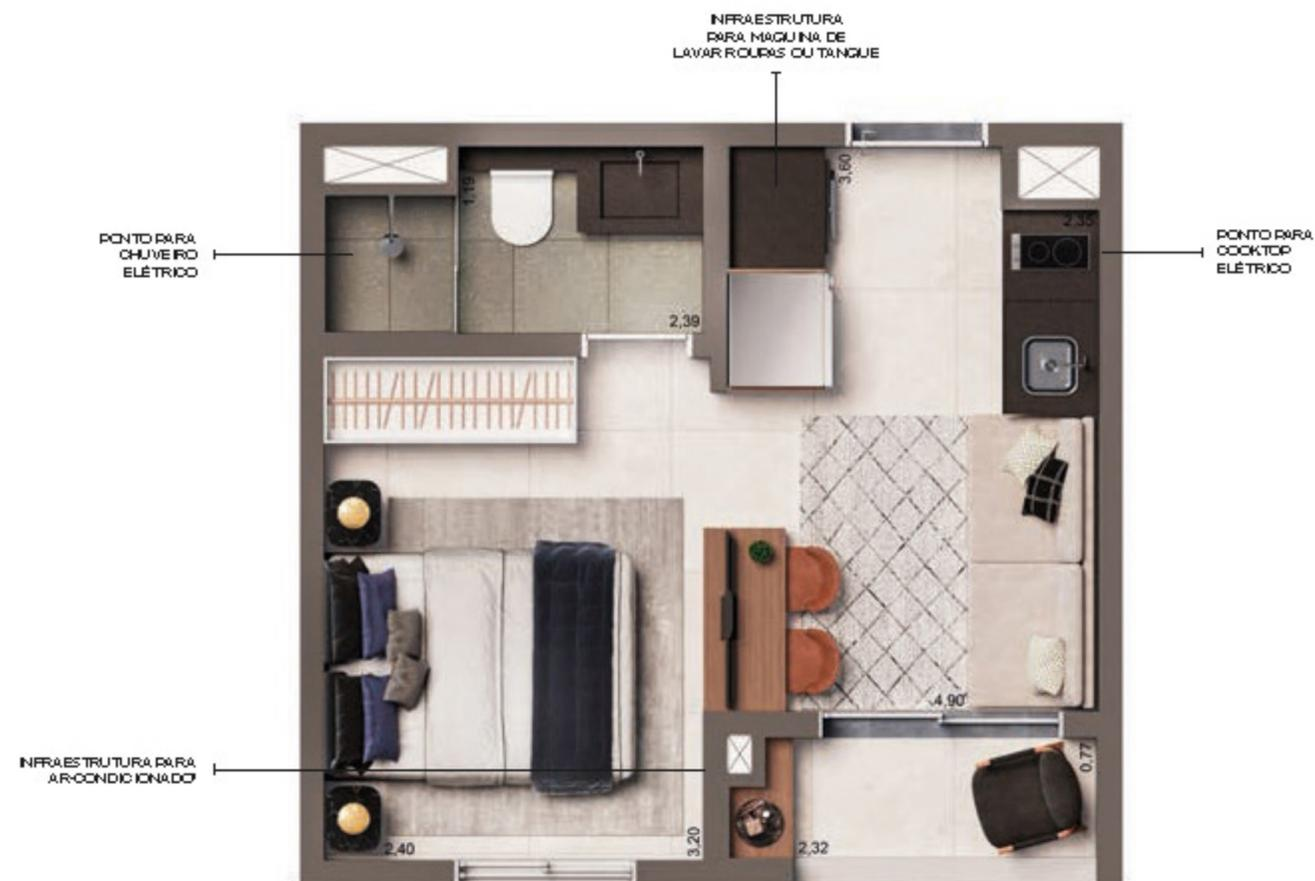 INFRAESTRUTURA
PARA MAQUINA DE
LAVAR ROUPAS OU TANQUE
3,60
1,19
2,35
PONTO PARA
CHUVEIRO
ELÉTRICO
PONTO PARA
COOKTOP
ELÉTRICO
2,39
4,90
INFRAESTRUTURA PARA
AR-CONDICIONADO¹
0,77
2,40
3,20
2,32